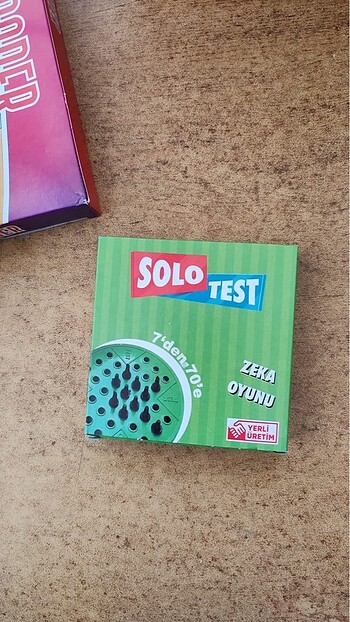 SOLO
TEST
7'den 70'e
ZEKA
OYUNU
YERLİ
ÜRETİM